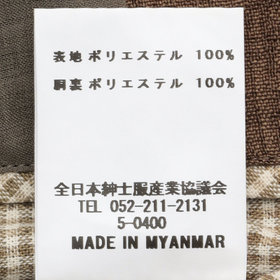 表地 ポリエステル 100%
胴裏 ポリエステル 100%
全日本紳士服産業協議会
TEL 052-211-2131
5-0400
MADE IN MYANMAR